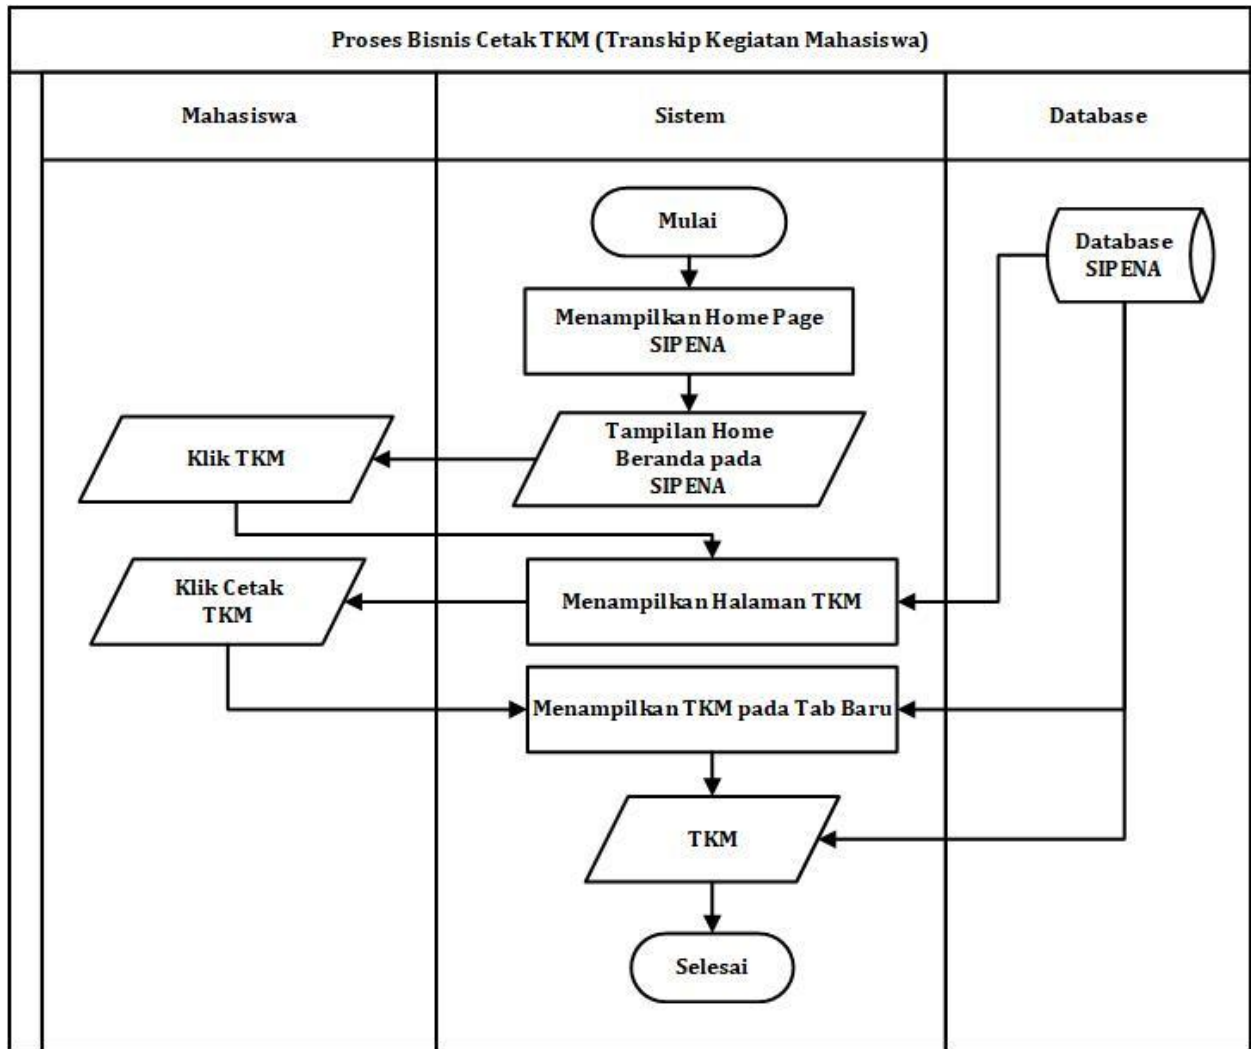 Proses Bisnis Cetak TKM (Transkip Kegiatan Mahasiswa)
Mahasiswa
Sistem
Database
Mulai
Database
SIPENA
Menampilkan Home Page
SIPENA
Tampilan Home
Beranda pada
SIPENA
Klik TKM
Menampilkan Halaman TKM
Klik Cetak
TKM
Menampilkan TKM pada Tab Baru
TKM
Selesai